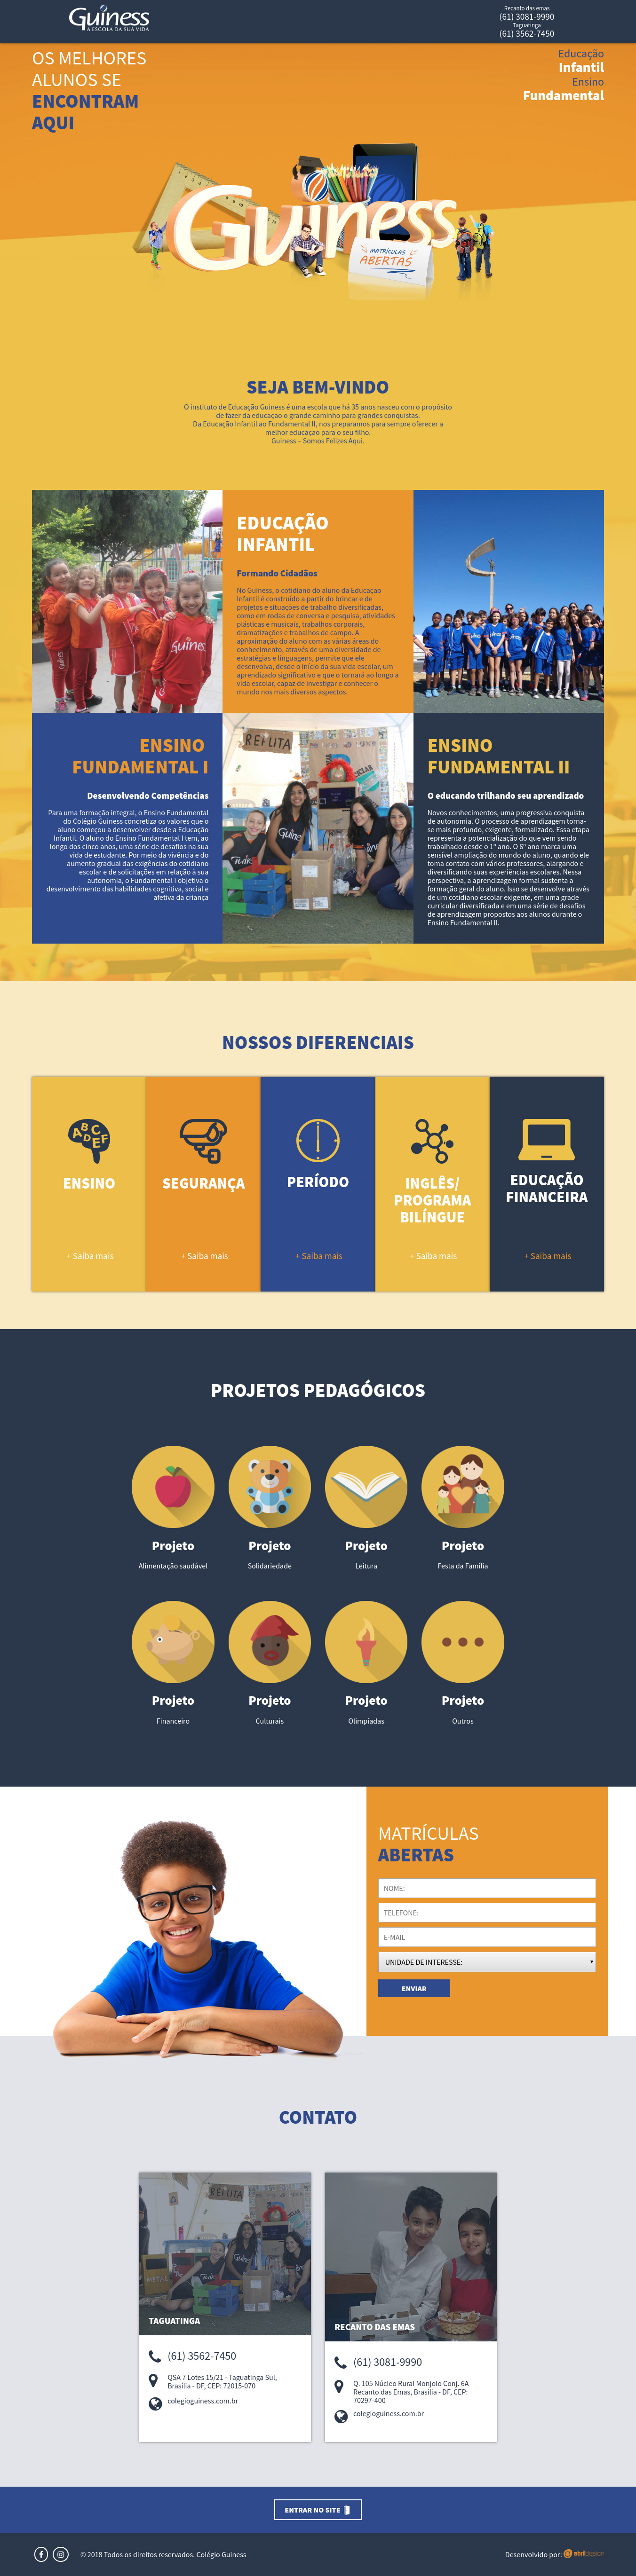 Guiness
A ESCOLA DA SUA VIDA
Recanto das emas
(61) 3081-9990
Taguatinga
(61) 3562-7450
OS MELHORES
ALUNOS SE
ENCONTRAM
AQUI
Educação
Infantil
Ensino
Fundamental
Guiness
MATRÍCULAS
ABERTAS
SEJA BEM-VINDO
O instituto de Educação Guiness é uma escola que há 35 anos nasceu com o propósito
de fazer da educação o grande caminho para grandes conquistas.
Da Educação Infantil ao Fundamental II, nos preparamos para sempre oferecer a
melhor educação para o seu filho.
Guiness – Somos Felizes Aqui.
EDUCAÇÃO
INFANTIL
Formando Cidadãos
No Guiness, o cotidiano do aluno da Educação
Infantil é construído a partir do brincar e de
projetos e situações de trabalho diversificadas,
como em rodas de conversa e pesquisa, atividades
plásticas e musicais, trabalhos corporais,
dramatizações e trabalhos de campo. A
aproximação do aluno com as várias áreas do
conhecimento, através de uma diversidade de
estratégias e linguagens, permite que ele
desenvolva, desde o início da sua vida escolar, um
aprendizado significativo e que o tornará ao longo a
vida escolar, capaz de investigar e conhecer o
mundo nos mais diversos aspectos.
ENSINO
FUNDAMENTAL I
Desenvolvendo Competências
Para uma formação integral, o Ensino Fundamental
do Colégio Guiness concretiza os valores que o
aluno começou a desenvolver desde a Educação
Infantil. O aluno do Ensino Fundamental I tem, ao
longo dos cinco anos, uma série de desafios na sua
vida de estudante. Por meio da vivência e do
aumento gradual das exigências do cotidiano
escolar e de solicitações em relação à sua
autonomia, o Fundamental I objetiva o
desenvolvimento das habilidades cognitiva, social e
afetiva da criança
ENSINO
FUNDAMENTAL II
O educando trilhando seu aprendizado
Novos conhecimentos, uma progressiva conquista
de autonomia. O processo de aprendizagem torna-
se mais profundo, exigente, formalizado. Essa etapa
representa a potencialização do que vem sendo
trabalhado desde o 1º ano. O 6º ano marca uma
sensível ampliação do mundo do aluno, quando ele
toma contato com vários professores, alargando e
diversificando suas experiências escolares. Nessa
perspectiva, a aprendizagem formal sustenta a
formação geral do aluno. Isso se desenvolve através
de um cotidiano escolar exigente, em uma grade
curricular diversificada e em uma série de desafios
de aprendizagem propostos aos alunos durante o
Ensino Fundamental II.
NOSSOS DIFERENCIAIS
ABC
DEF
ENSINO
+ Saiba mais
SEGURANÇA
+ Saiba mais
PERÍODO
+ Saiba mais
INGLÊS/
PROGRAMA
BILÍNGUE
+ Saiba mais
EDUCAÇÃO
FINANCEIRA
+ Saiba mais
PROJETOS PEDAGÓGICOS
Projeto
Alimentação saudável
Projeto
Solidariedade
Projeto
Leitura
Projeto
Festa da Família
Projeto
Financeiro
Projeto
Culturais
Projeto
Olimpíadas
Projeto
Outros
MATRÍCULAS
ABERTAS
NOME:
TELEFONE:
E-MAIL
UNIDADE DE INTERESSE:
ENVIAR
CONTATO
TAGUATINGA
(61) 3562-7450
QSA 7 Lotes 15/21 - Taguatinga Sul,
Brasília - DF, CEP: 72015-070
colegioguiness.com.br
RECANTO DAS EMAS
(61) 3081-9990
Q. 105 Núcleo Rural Monjolo Conj. 6A
Recanto das Emas, Brasilia - DF, CEP:
70297-400
colegioguiness.com.br
ENTRAR NO SITE
© 2018 Todos os direitos reservados. Colégio Guiness
Desenvolvido por: abrildesign